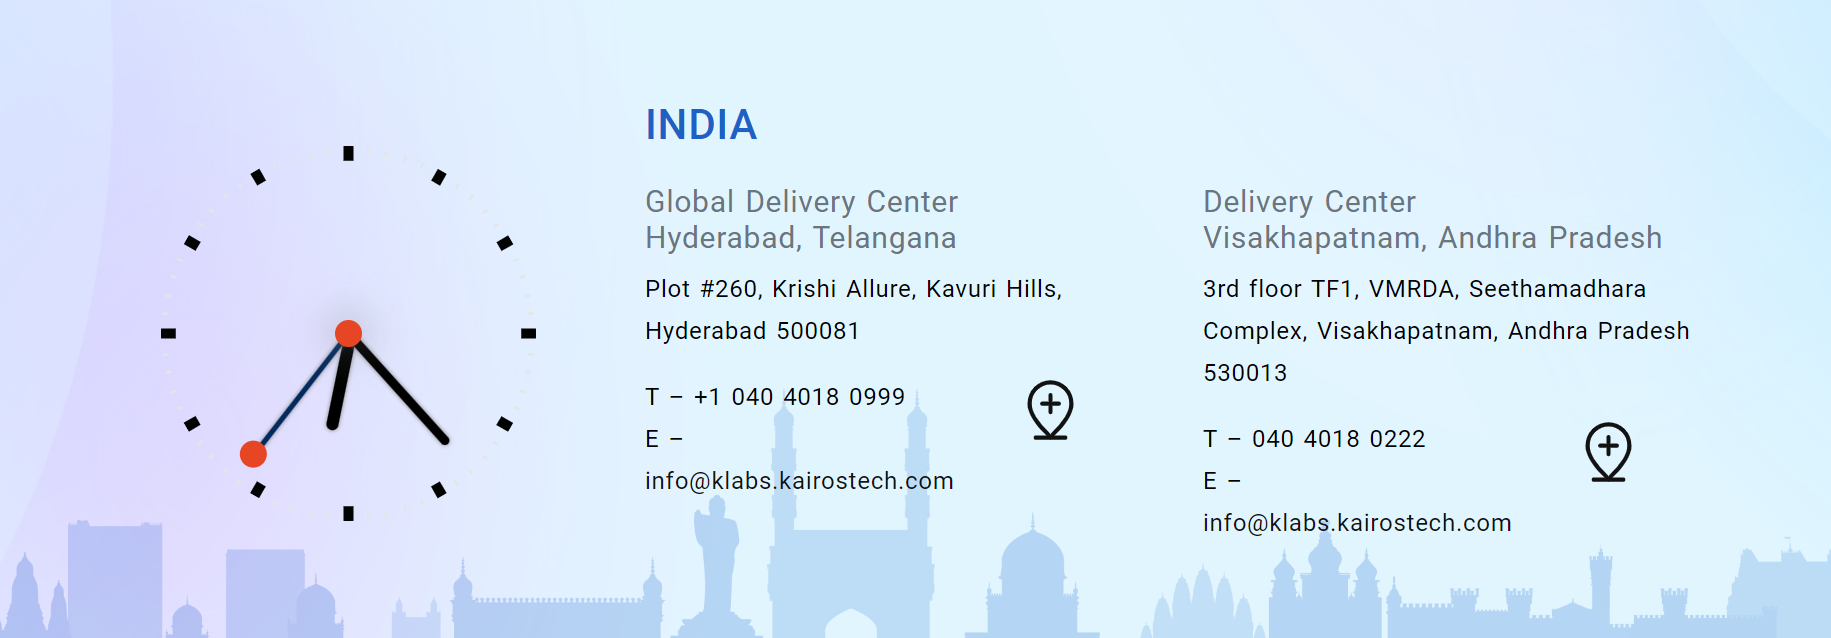 INDIA
Global Delivery Center
Hyderabad, Telangana
Plot #260, Krishi Allure, Kavuri Hills,
Hyderabad 500081
T – +1 040 4018 0999
E –
info@klabs.kairostech.com
Delivery Center
Visakhapatnam, Andhra Pradesh
3rd floor TF1, VMRDA, Seethamadhara
Complex, Visakhapatnam, Andhra Pradesh
530013
T – 040 4018 0222
E –
info@klabs.kairostech.com